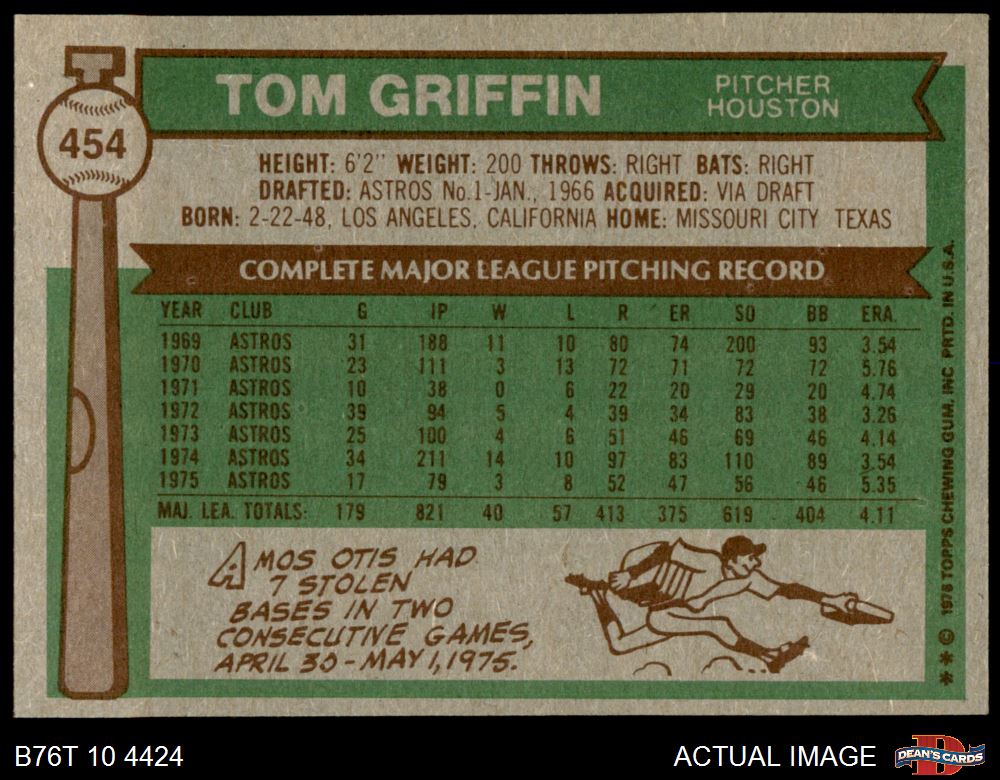 454
TOM GRIFFIN
PITCHER
HOUSTON
HEIGHT: 6'2" WEIGHT: 200 THROWS: RIGHT BATS: RIGHT
DRAFTED: ASTROS No.1-JAN., 1966 ACQUIRED: VIA DRAFT
BORN: 2-22-48, LOS ANGELES, CALIFORNIA HOME: MISSOURI CITY TEXAS
COMPLETE MAJOR LEAGUE PITCHING RECORD
YEAR CLUB G IP W L R ER SO BB ERA.
1969 ASTROS 31 188 11 10 80 74 200 93 3.54
1970 ASTROS 23 111 3 13 72 71 72 72 5.76
1971 ASTROS 10 38 0 6 22 20 29 20 4.74
1972 ASTROS 39 94 5 4 39 34 83 38 3.26
1973 ASTROS 25 100 4 6 51 46 69 46 4.14
1974 ASTROS 34 211 14 10 97 83 110 89 3.54
1975 ASTROS 17 79 3 8 52 47 56 46 5.35
MAJ. LEA. TOTALS: 179 821 40 57 413 375 619 404 4.11
AMOS OTIS HAD
7 STOLEN
BASES IN TWO
CONSECUTIVE GAMES,
APRIL 30-MAY 1, 1975.
** © 1976 TOPPS CHEWING GUM, INC. PRTD. IN U.S.A.
B76T 10 4424
ACTUAL IMAGE
D
DEAN'S CARDS